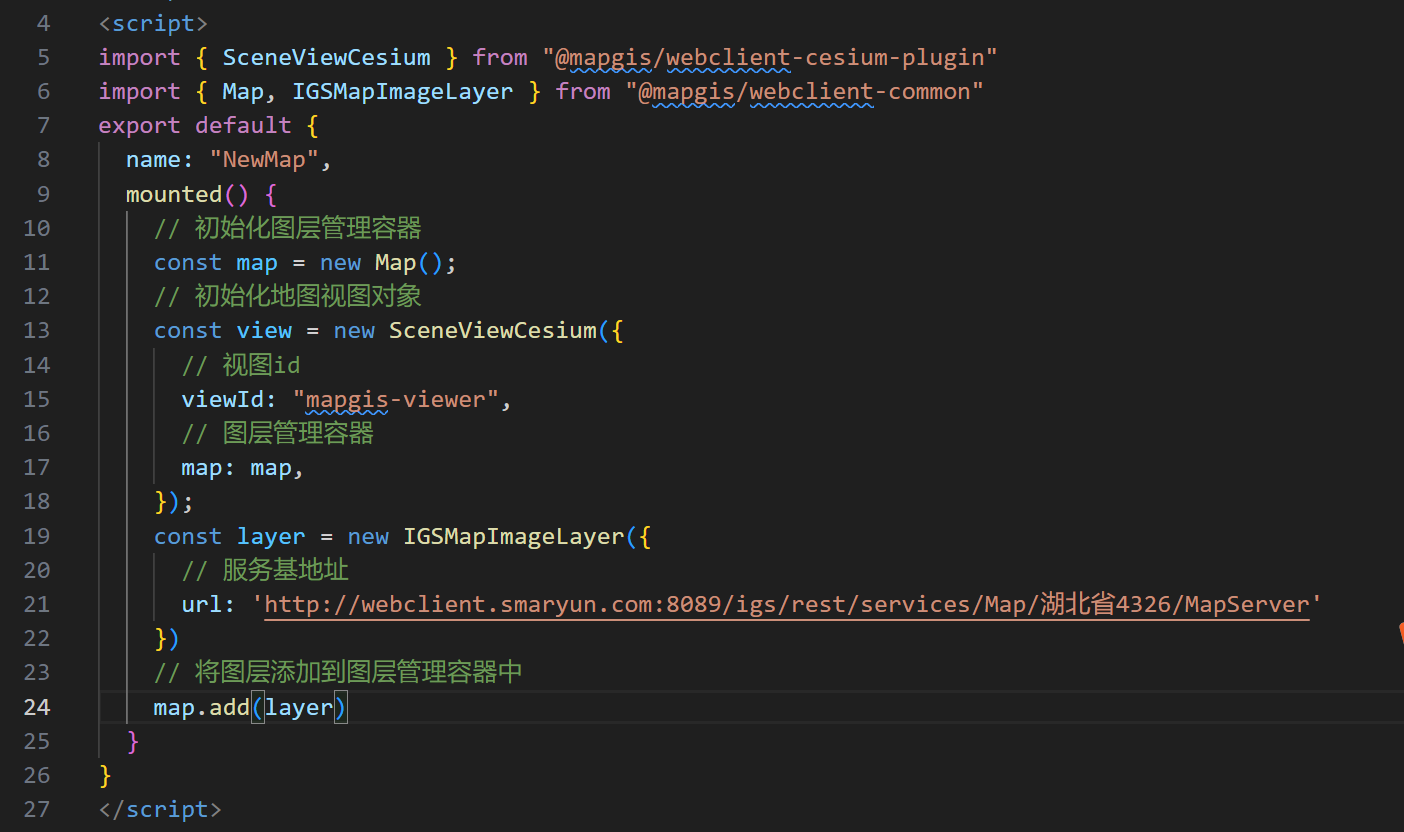 4 <script>
5 import { SceneViewCesium } from "@mapgis/webclient-cesium-plugin"
6 import { Map, IGSMapImageLayer } from "@mapgis/webclient-common"
7 export default {
8   name: "NewMap",
9   mounted() {
10     // 初始化图层管理容器
11     const map = new Map();
12     // 初始化地图视图对象
13     const view = new SceneViewCesium({
14       // 视图id
15       viewId: "mapgis-viewer",
16       // 图层管理容器
17       map: map,
18     });
19     const layer = new IGSMapImageLayer({
20       // 服务基地址
21       url: 'http://webclient.smaryun.com:8089/igs/rest/services/Map/湖北省4326/MapServer'
22     })
23     // 将图层添加到图层管理容器中
24     map.add(layer)
25   }
26 }
27 </script>